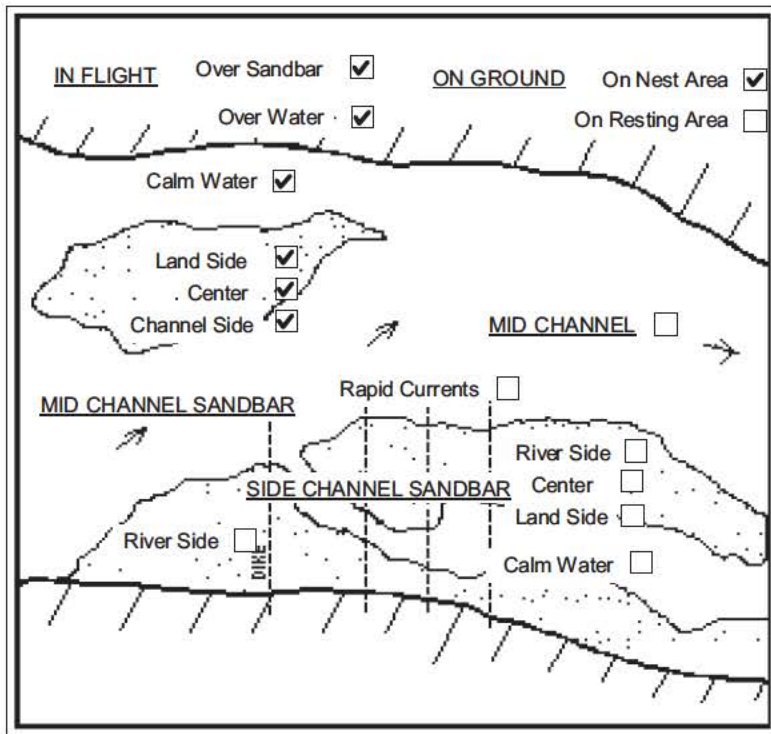 IN FLIGHT Over Sandbar ON GROUND On Nest Area
Over Water On Resting Area
Calm Water
Land Side
Center
Channel Side
MID CHANNEL
Rapid Currents
MID CHANNEL SANDBAR
River Side
SIDE CHANNEL SANDBAR Center
Land Side
River Side
DIKE
Calm Water